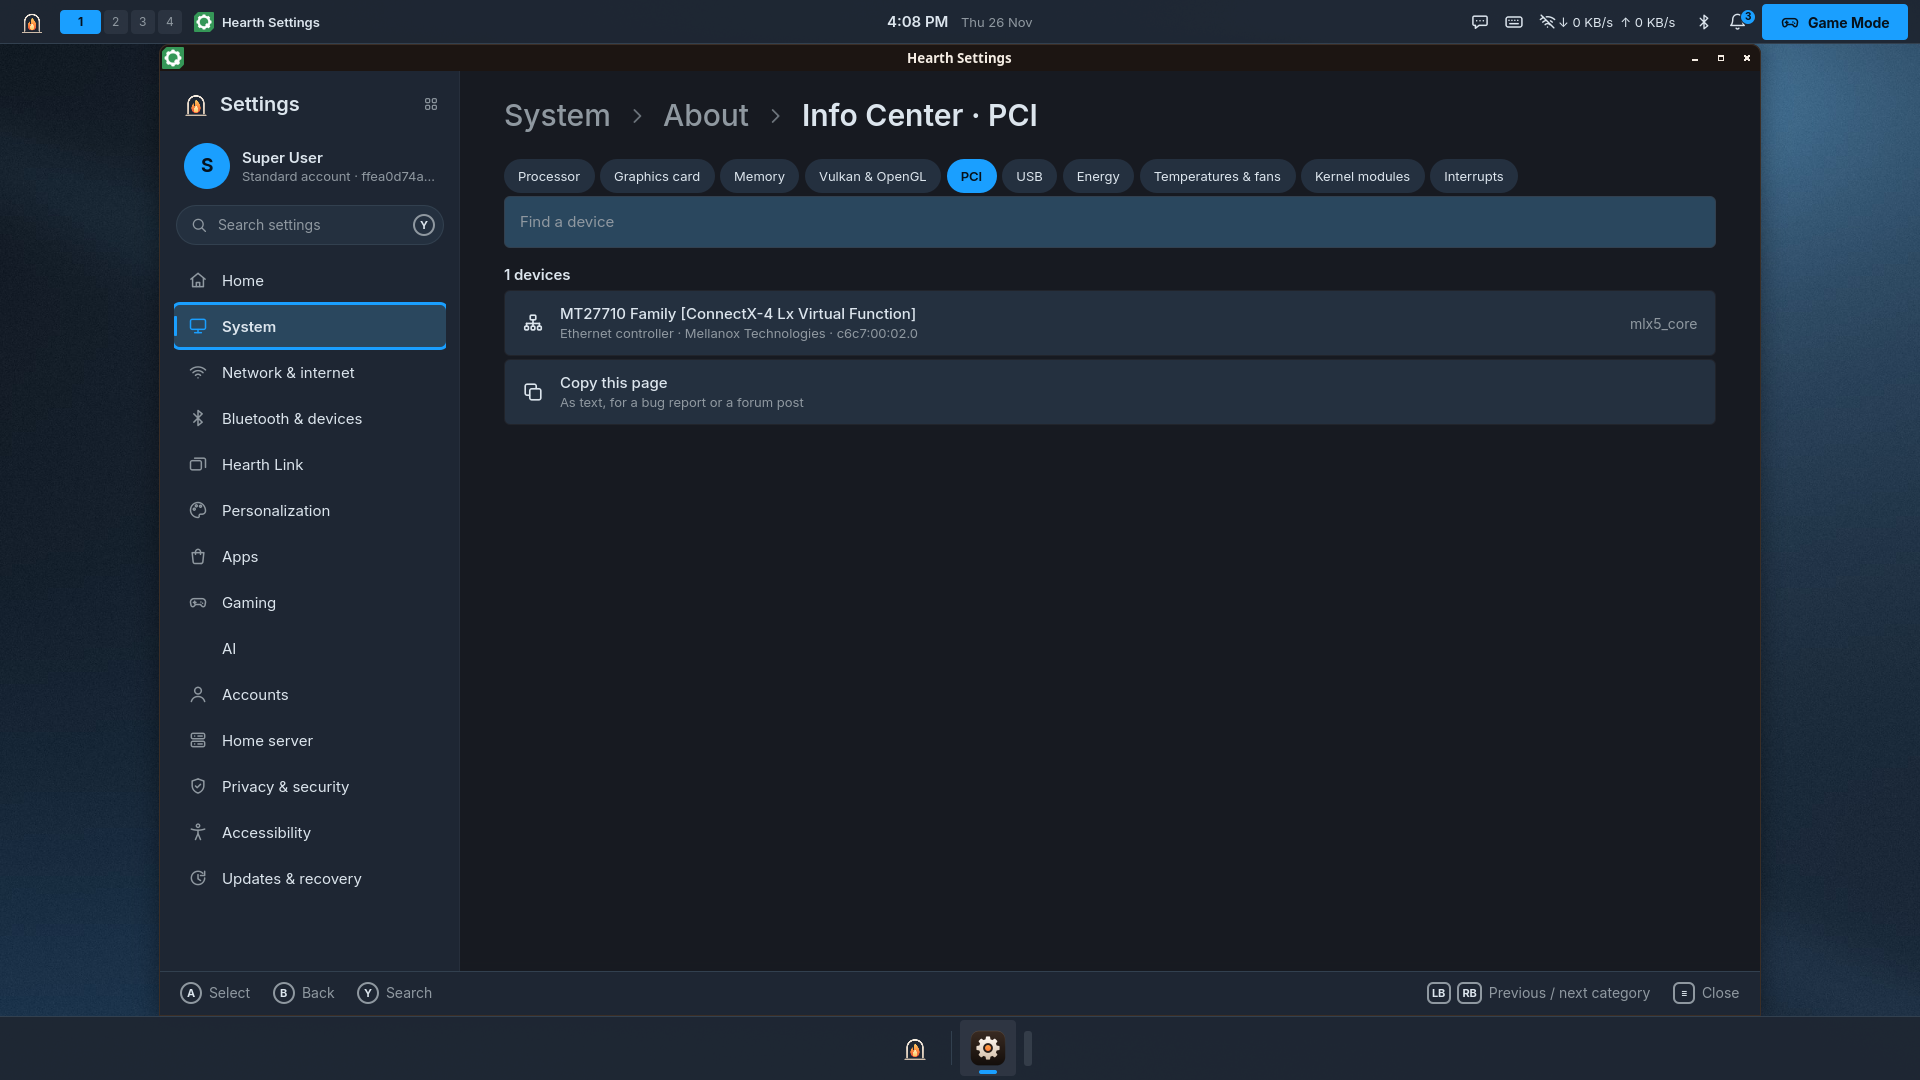 1 2 3 4 Hearth Settings 4:08 PM Thu 26 Nov ↓ 0 KB/s ↑ 0 KB/s 3 Game Mode
Hearth Settings
Settings
S
Super User
Standard account · ffea0d74a...
Search settings Y
Home
System
Network & internet
Bluetooth & devices
Hearth Link
Personalization
Apps
Gaming
AI
Accounts
Home server
Privacy & security
Accessibility
Updates & recovery
System > About > Info Center · PCI
Processor Graphics card Memory Vulkan & OpenGL PCI USB Energy Temperatures & fans Kernel modules Interrupts
Find a device
1 devices
MT27710 Family [ConnectX-4 Lx Virtual Function]
Ethernet controller · Mellanox Technologies · c6c7:00:02.0
mlx5_core
Copy this page
As text, for a bug report or a forum post
A Select B Back Y Search LB RB Previous / next category ≡ Close